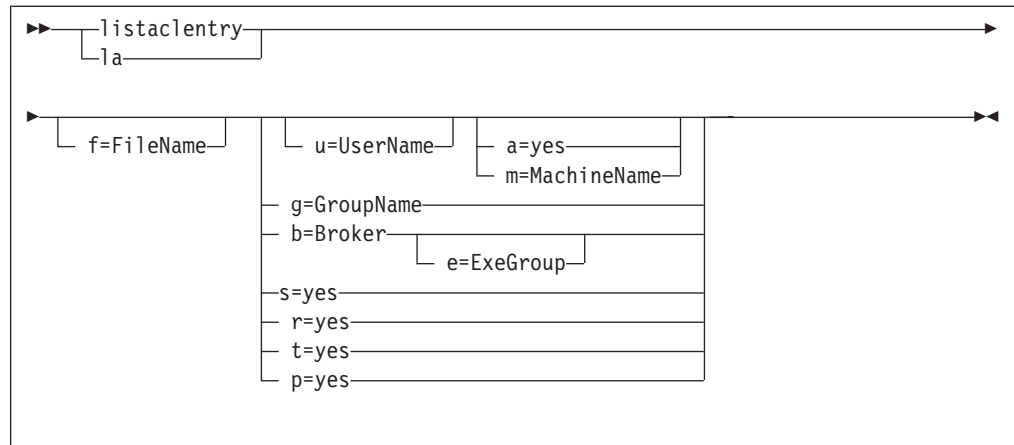 listaclentry
la
f=FileName u=UserName a=yes
m=MachineName
g=GroupName
b=Broker
e=ExeGroup
s=yes
r=yes
t=yes
p=yes